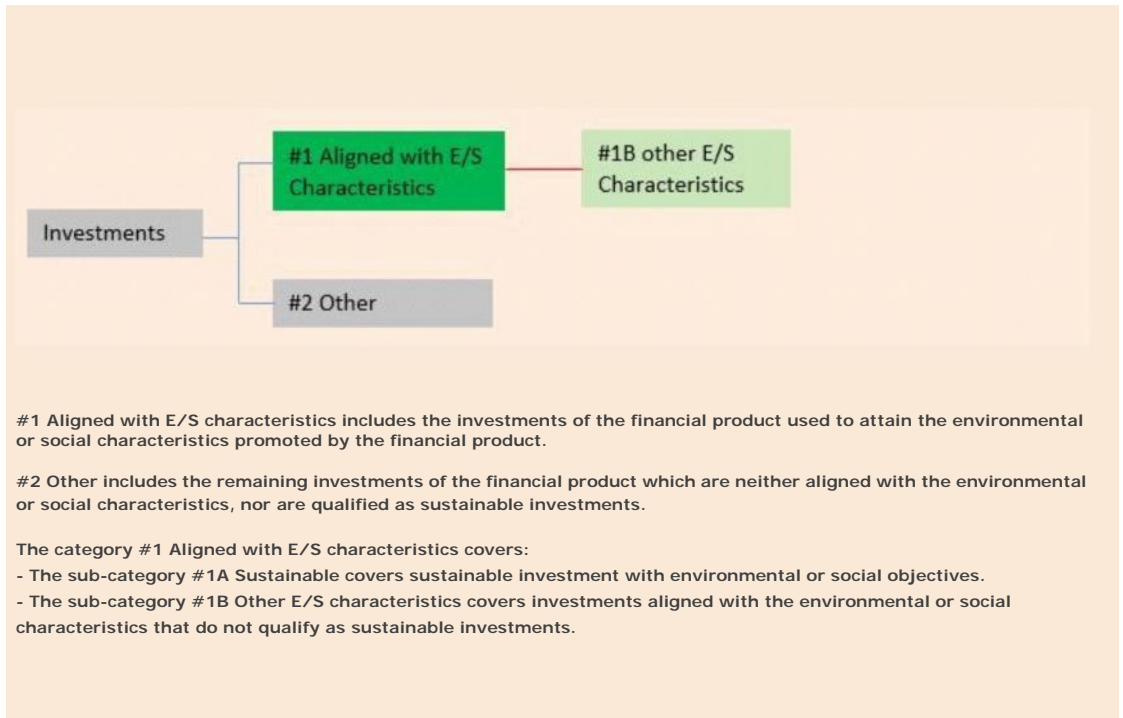 #1 Aligned with E/S
Characteristics
#1B other E/S
Characteristics
Investments
#2 Other
#1 Aligned with E/S characteristics includes the investments of the financial product used to attain the environmental
or social characteristics promoted by the financial product.
#2 Other includes the remaining investments of the financial product which are neither aligned with the environmental
or social characteristics, nor are qualified as sustainable investments.
The category #1 Aligned with E/S characteristics covers:
- The sub-category #1A Sustainable covers sustainable investment with environmental or social objectives.
- The sub-category #1B Other E/S characteristics covers investments aligned with the environmental or social
characteristics that do not qualify as sustainable investments.